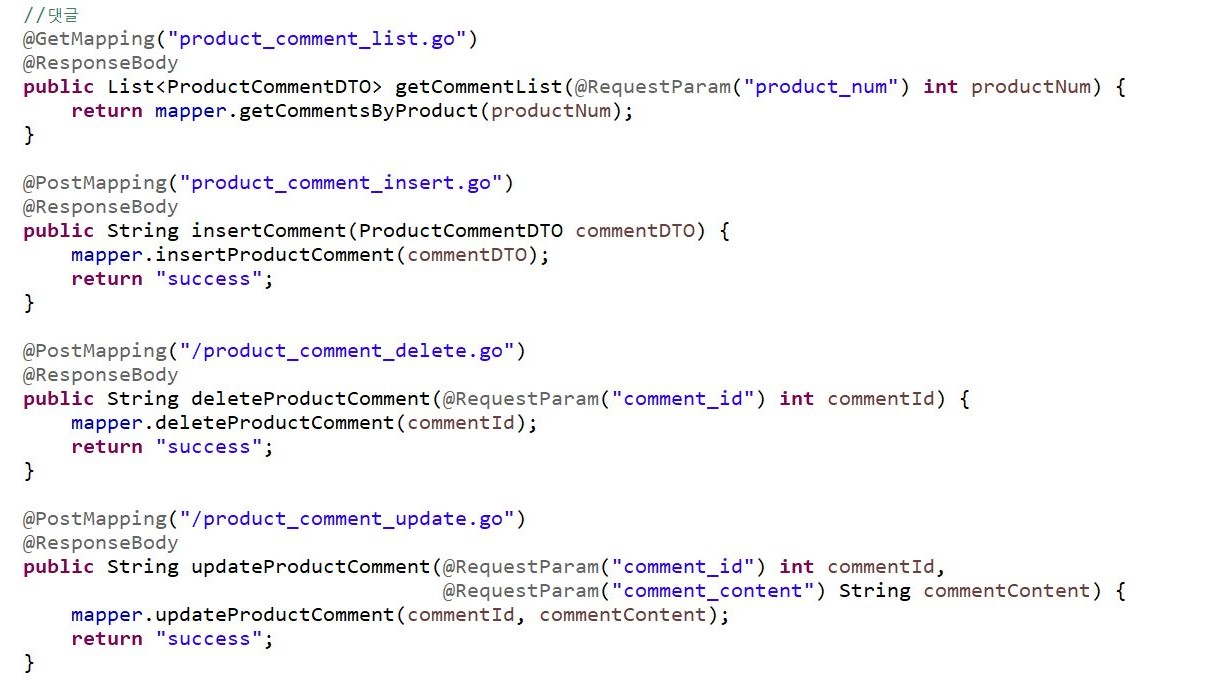 //댓글
@GetMapping("product_comment_list.go")
@ResponseBody
public List<ProductCommentDTO> getCommentList(@RequestParam("product_num") int productNum) {
    return mapper.getCommentsByProduct(productNum);
}

@PostMapping("product_comment_insert.go")
@ResponseBody
public String insertComment(ProductCommentDTO commentDTO) {
    mapper.insertProductComment(commentDTO);
    return "success";
}

@PostMapping("/product_comment_delete.go")
@ResponseBody
public String deleteProductComment(@RequestParam("comment_id") int commentId) {
    mapper.deleteProductComment(commentId);
    return "success";
}

@PostMapping("/product_comment_update.go")
@ResponseBody
public String updateProductComment(@RequestParam("comment_id") int commentId,
                                   @RequestParam("comment_content") String commentContent) {
    mapper.updateProductComment(commentId, commentContent);
    return "success";
}